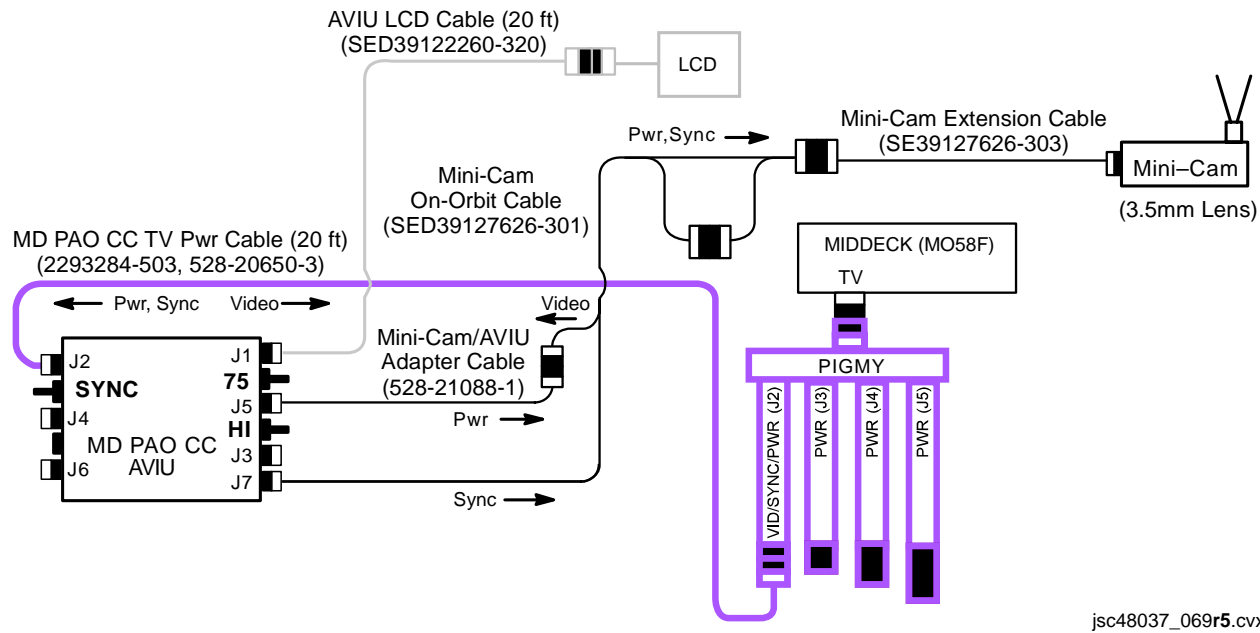 AVIU LCD Cable (20 ft)
(SED39122260-320)
LCD
Pwr,Sync
Mini-Cam Extension Cable
(SE39127626-303)
Mini–Cam
(3.5mm Lens)
Mini-Cam
On-Orbit Cable
(SED39127626-301)
MD PAO CC TV Pwr Cable (20 ft)
(2293284-503, 528-20650-3)
MIDDECK (MO58F)
TV
Pwr, Sync
Video
Video
Mini-Cam/AVIU
Adapter Cable
(528-21088-1)
Pwr
Sync
J2
SYNC
J4
MD PAO CC
AVIU
J6
J1
75
J5
HI
J3
J7
PIGMY
VID/SYNC/PWR (J2)
PWR (J3)
PWR (J4)
PWR (J5)
jsc48037_069r5.cvx